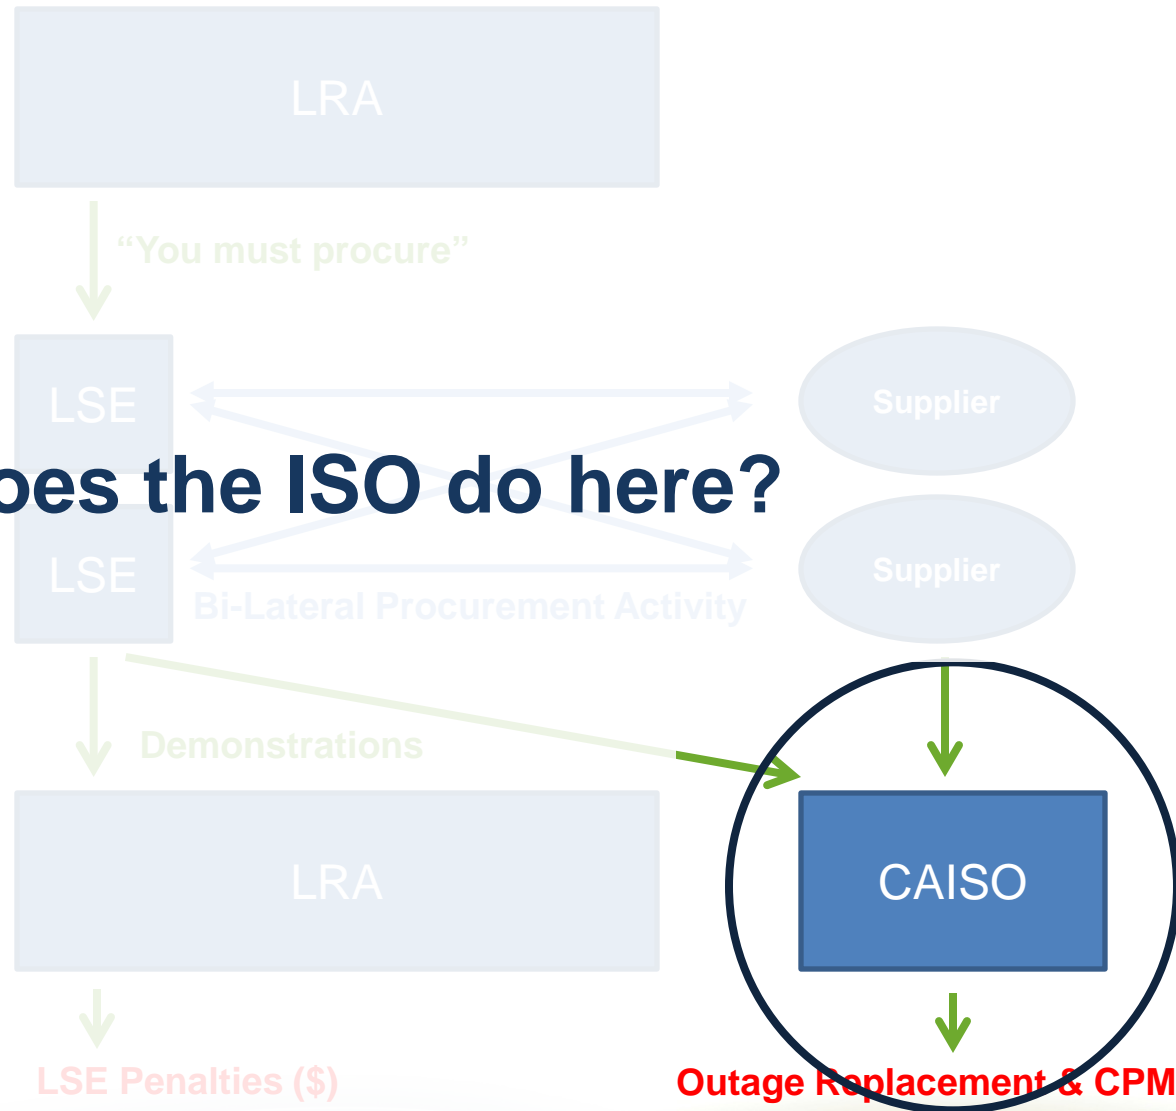 LRA
“You must procure”
LSE
Supplier
oes the ISO do here?
LSE
Supplier
Bi-Lateral Procurement Activity
Demonstrations
LRA
CAISO
LSE Penalties ($)
Outage Replacement & CPM